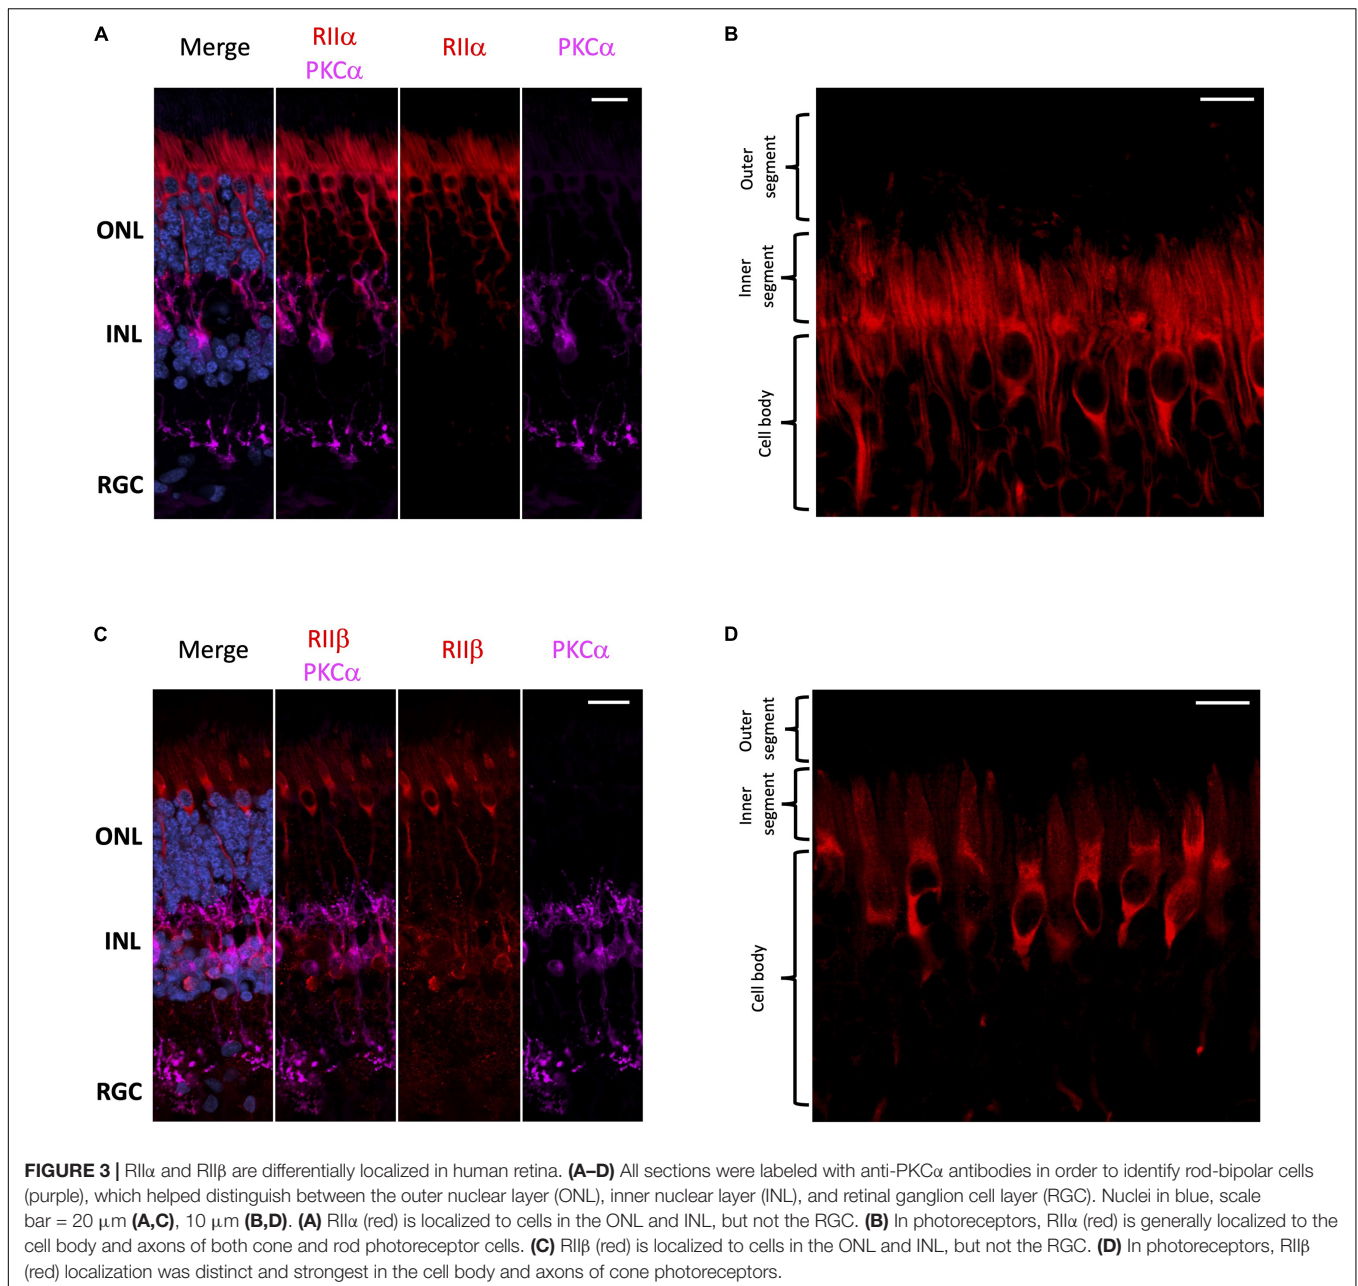 A
Merge
RIIα
PKCα
RIIα
PKCα
ONL
INL
RGC
B
Outer
segment
Inner
segment
Cell body
C
Merge
RIIβ
PKCα
RIIβ
PKCα
ONL
INL
RGC
D
Outer
segment
Inner
segment
Cell body
FIGURE 3 | RIIα and RIIβ are differentially localized in human retina. (A–D) All sections were labeled with anti-PKCα antibodies in order to identify rod-bipolar cells
(purple), which helped distinguish between the outer nuclear layer (ONL), inner nuclear layer (INL), and retinal ganglion cell layer (RGC). Nuclei in blue, scale
bar = 20 μm (A,C), 10 μm (B,D). (A) RIIα (red) is localized to cells in the ONL and INL, but not the RGC. (B) In photoreceptors, RIIα (red) is generally localized to the
cell body and axons of both cone and rod photoreceptor cells. (C) RIIβ (red) is localized to cells in the ONL and INL, but not the RGC. (D) In photoreceptors, RIIβ
(red) localization was distinct and strongest in the cell body and axons of cone photoreceptors.